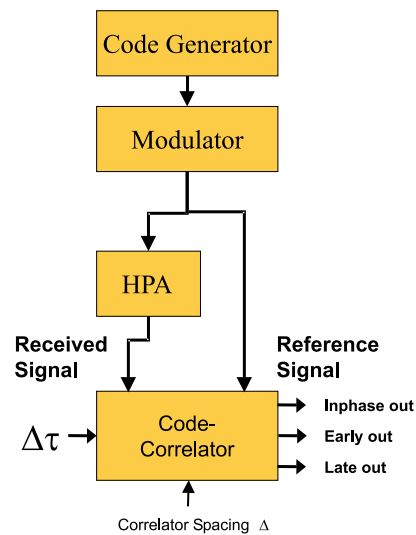 Code Generator
Modulator
HPA
Received
Signal
Reference
Signal
Code-
Correlator
Δτ
Inphase out
Early out
Late out
Correlator Spacing Δ